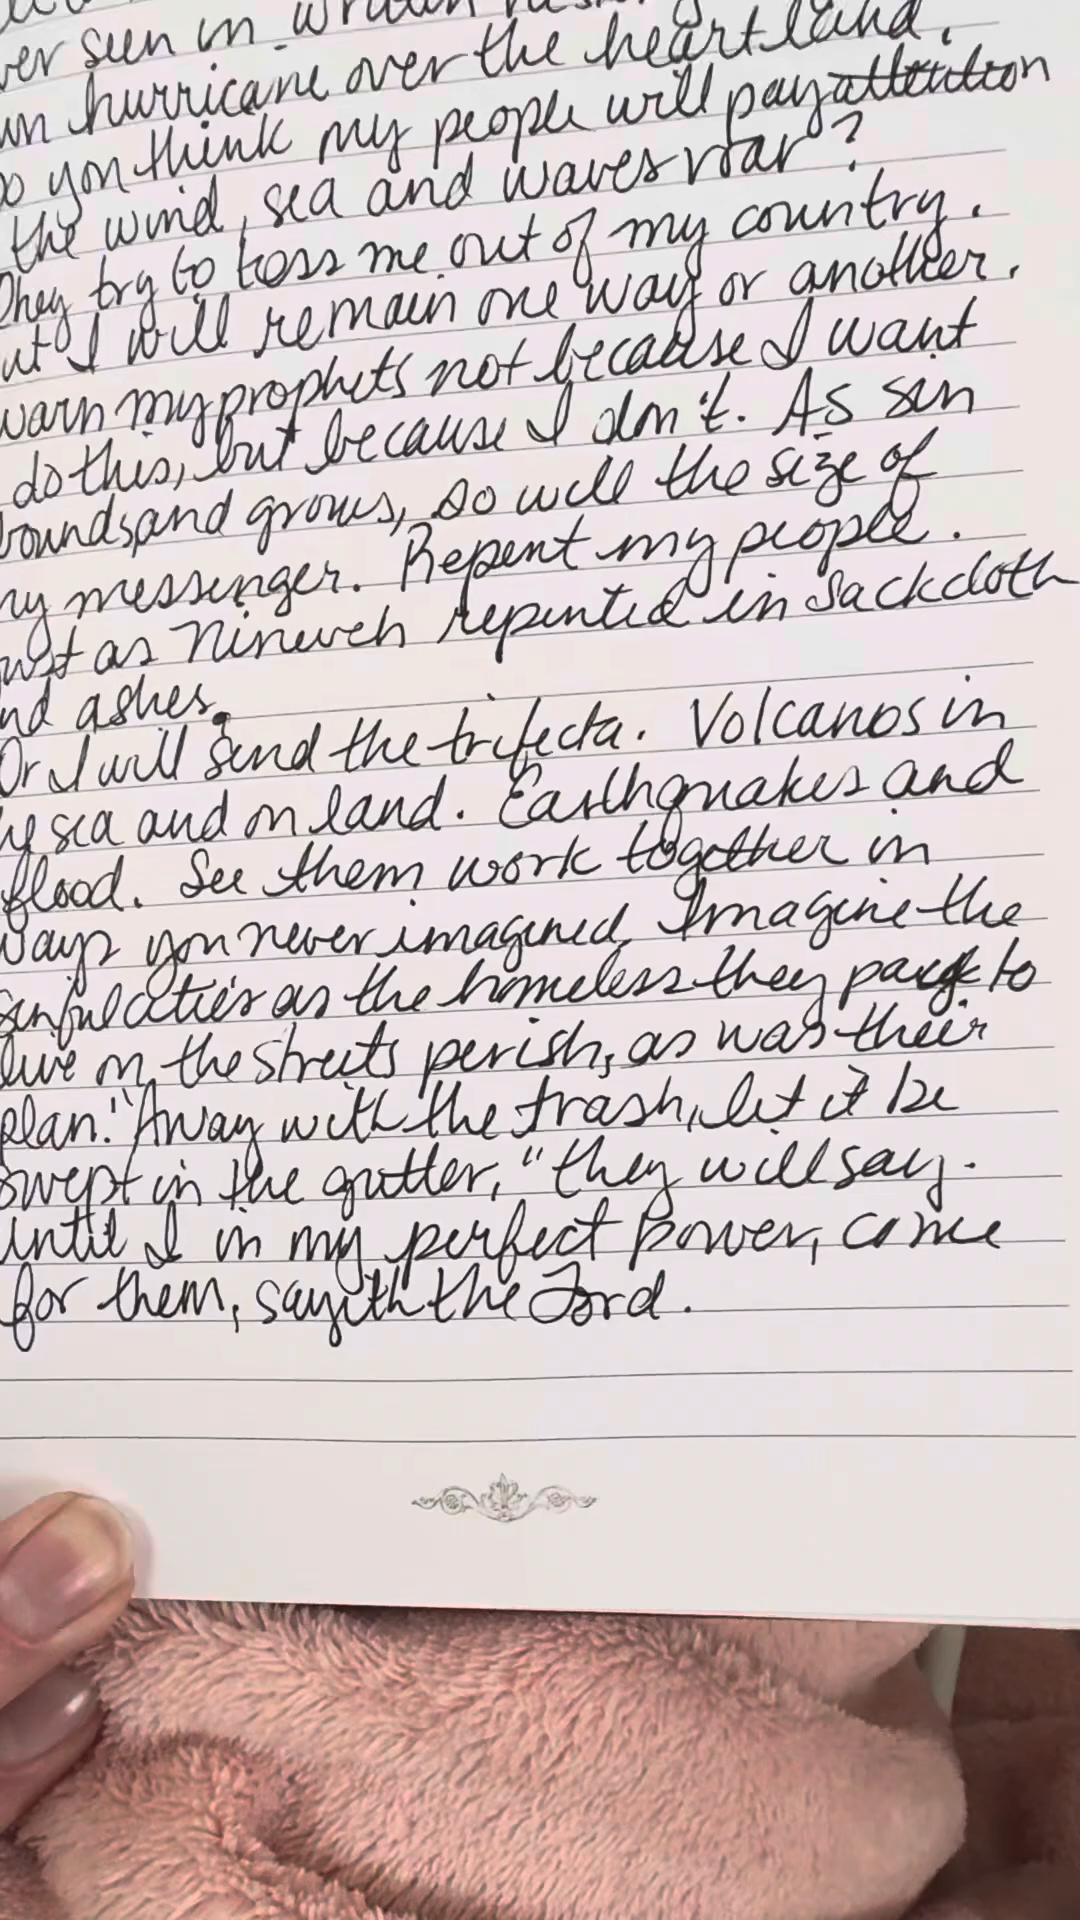 ver seen in written
un hurricane over the heartland.
o you think my people will pay attention
the wind, sea and waves roar?
They try to toss me out of my country.
ut I will remain one way or another.
warn my prophets not because I want
do this, but because I don't. As sin
bounds, and grows, so will the size of
my messenger. Repent my people.
ust as Nineveh repented in sackcloth
nd ashes.
Or I will send the trifecta. Volcanos in
he sea and on land. Earthquakes and
flood. See them work together in
ways you never imagined. Imagine the
sinful cities as the homeless they pay to
live on the streets perish, as was their
plan. "Away with the trash, let it be
swept in the gutter," they will say.
Until I in my perfect power, come
for them, sayith the Lord.